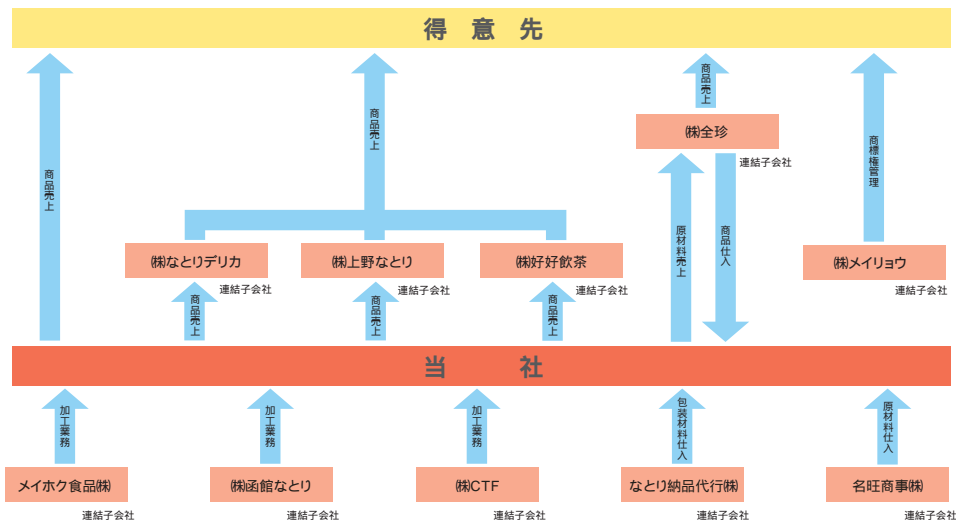 得意先
商品売上
商品売上
商品売上
商標権管理
㈱全珍
連結子会社
原材料売上
商品仕入
㈱なとりデリカ
連結子会社
㈱上野なとり
連結子会社
㈱好好飲茶
連結子会社
㈱メイリョウ
連結子会社
商品売上
商品売上
商品売上
当社
加工業務
加工業務
加工業務
包装材料仕入
原材料仕入
メイホク食品㈱
連結子会社
㈱函館なとり
連結子会社
㈱CTF
連結子会社
なとり納品代行㈱
連結子会社
名旺商事㈱
連結子会社